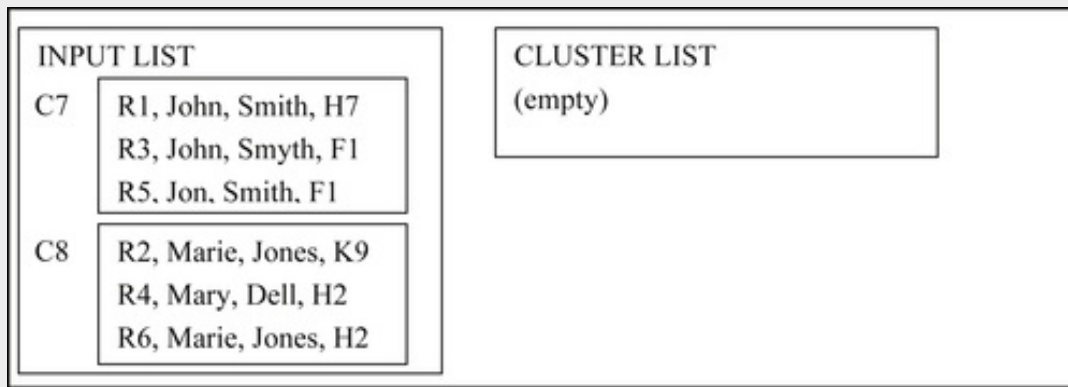 INPUT LIST
C7
R1, John, Smith, H7
R3, John, Smyth, F1
R5, Jon, Smith, F1
C8
R2, Marie, Jones, K9
R4, Mary, Dell, H2
R6, Marie, Jones, H2
CLUSTER LIST
(empty)